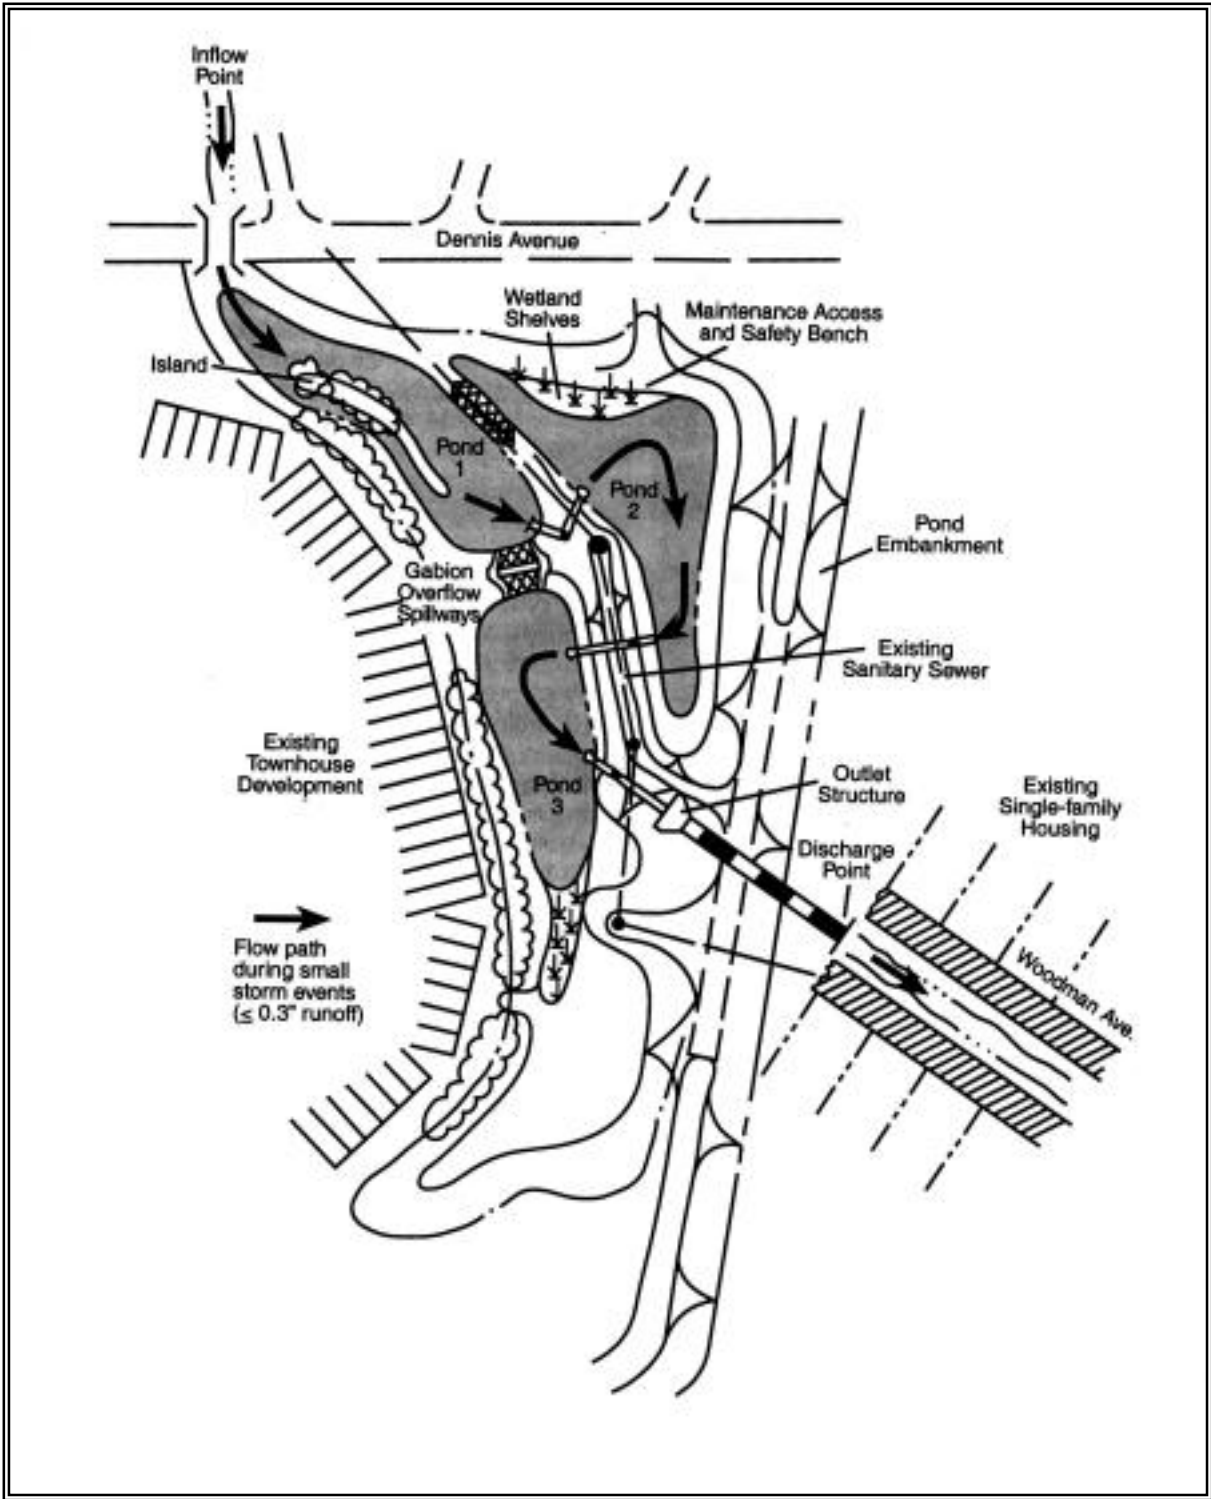 Inflow
Point
Dennis Avenue
Wetland
Shelves
Maintenance Access
and Safety Bench
Island
Pond
1
Pond
2
Pond
Embankment
Gabion
Overflow
Spillways
Existing
Sanitary Sewer
Existing
Townhouse
Development
Pond
3
Outlet
Structure
Existing
Single-family
Housing
Discharge
Point
Flow path
during small
storm events
(≤ 0.3" runoff)
Woodman Ave.